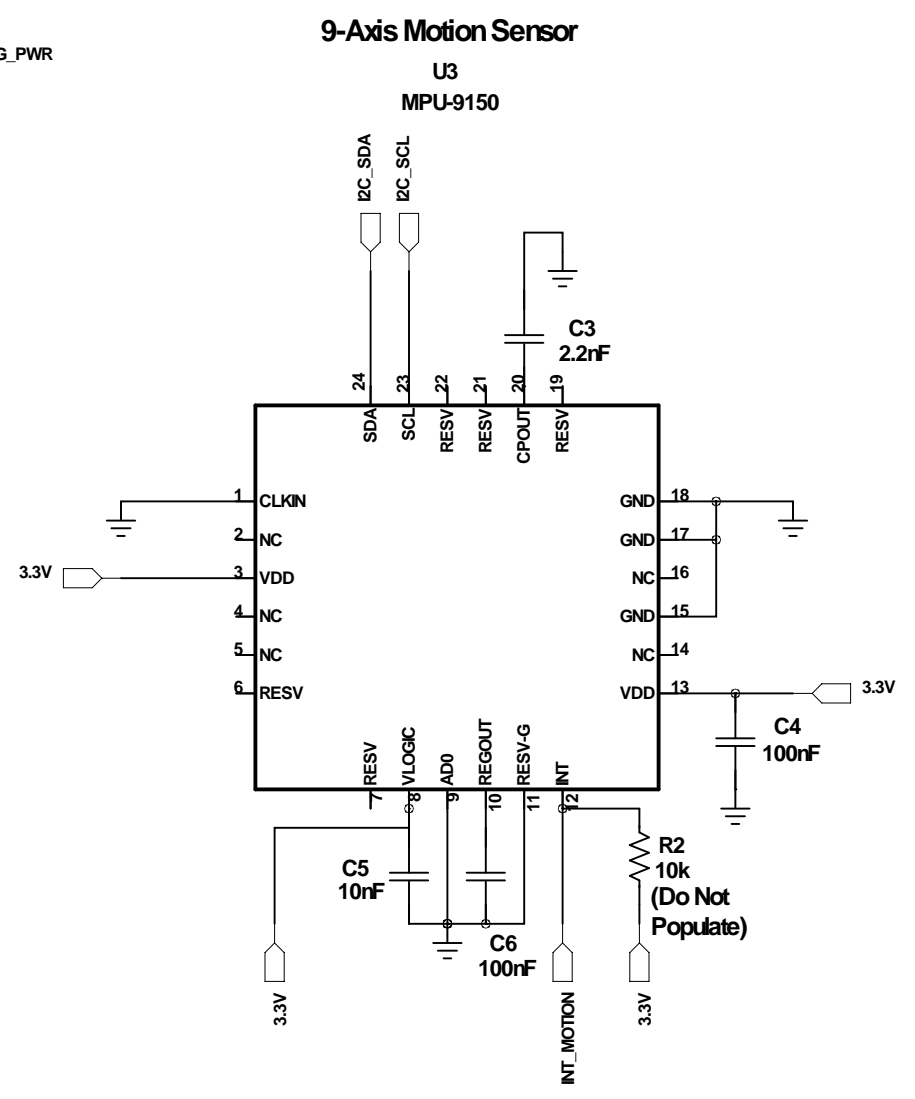 9-Axis Motion Sensor
G_PWR
U3
MPU-9150
I2C_SDA
I2C_SCL
C3
2.2nF
24
23
22
21
20
19
SDA
SCL
RESV
RESV
CPOUT
RESV
1
CLKIN
GND
18
2
NC
GND
17
3.3V
3
VDD
NC
16
4
NC
GND
15
5
NC
NC
14
6
RESV
VDD
13
3.3V
C4
100nF
RESV
VLOGIC
AD0
REGOUT
RESV-G
INT
7
8
9
10
11
12
C5
10nF
R2
10k
(Do Not
Populate)
C6
100nF
3.3V
INT_MOTION
3.3V